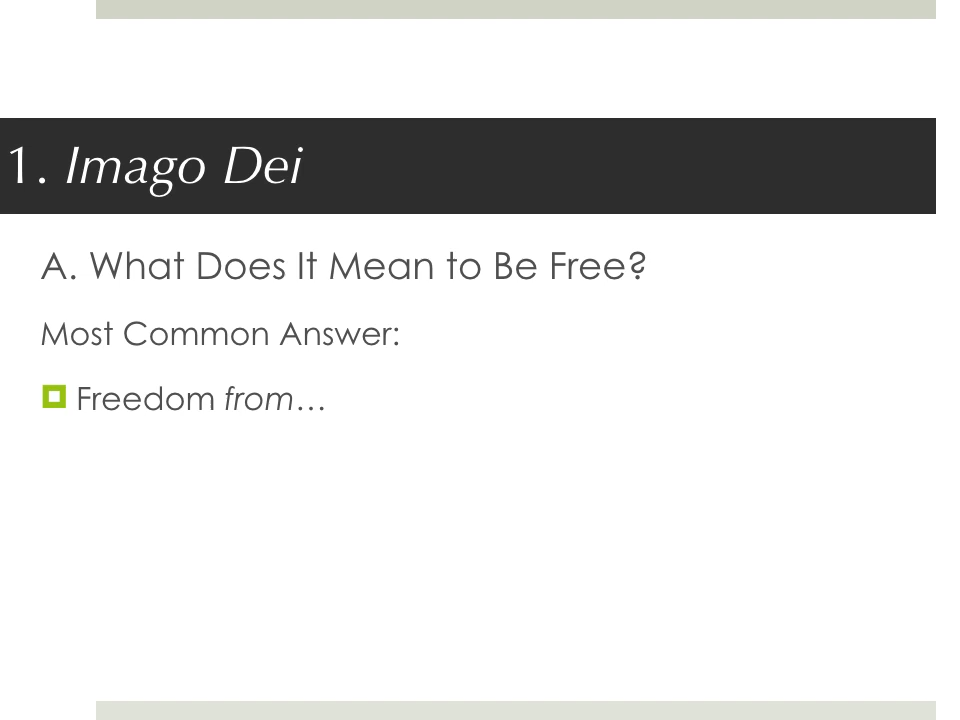 1. Imago Dei
A. What Does It Mean to Be Free?
Most Common Answer:
Freedom from…